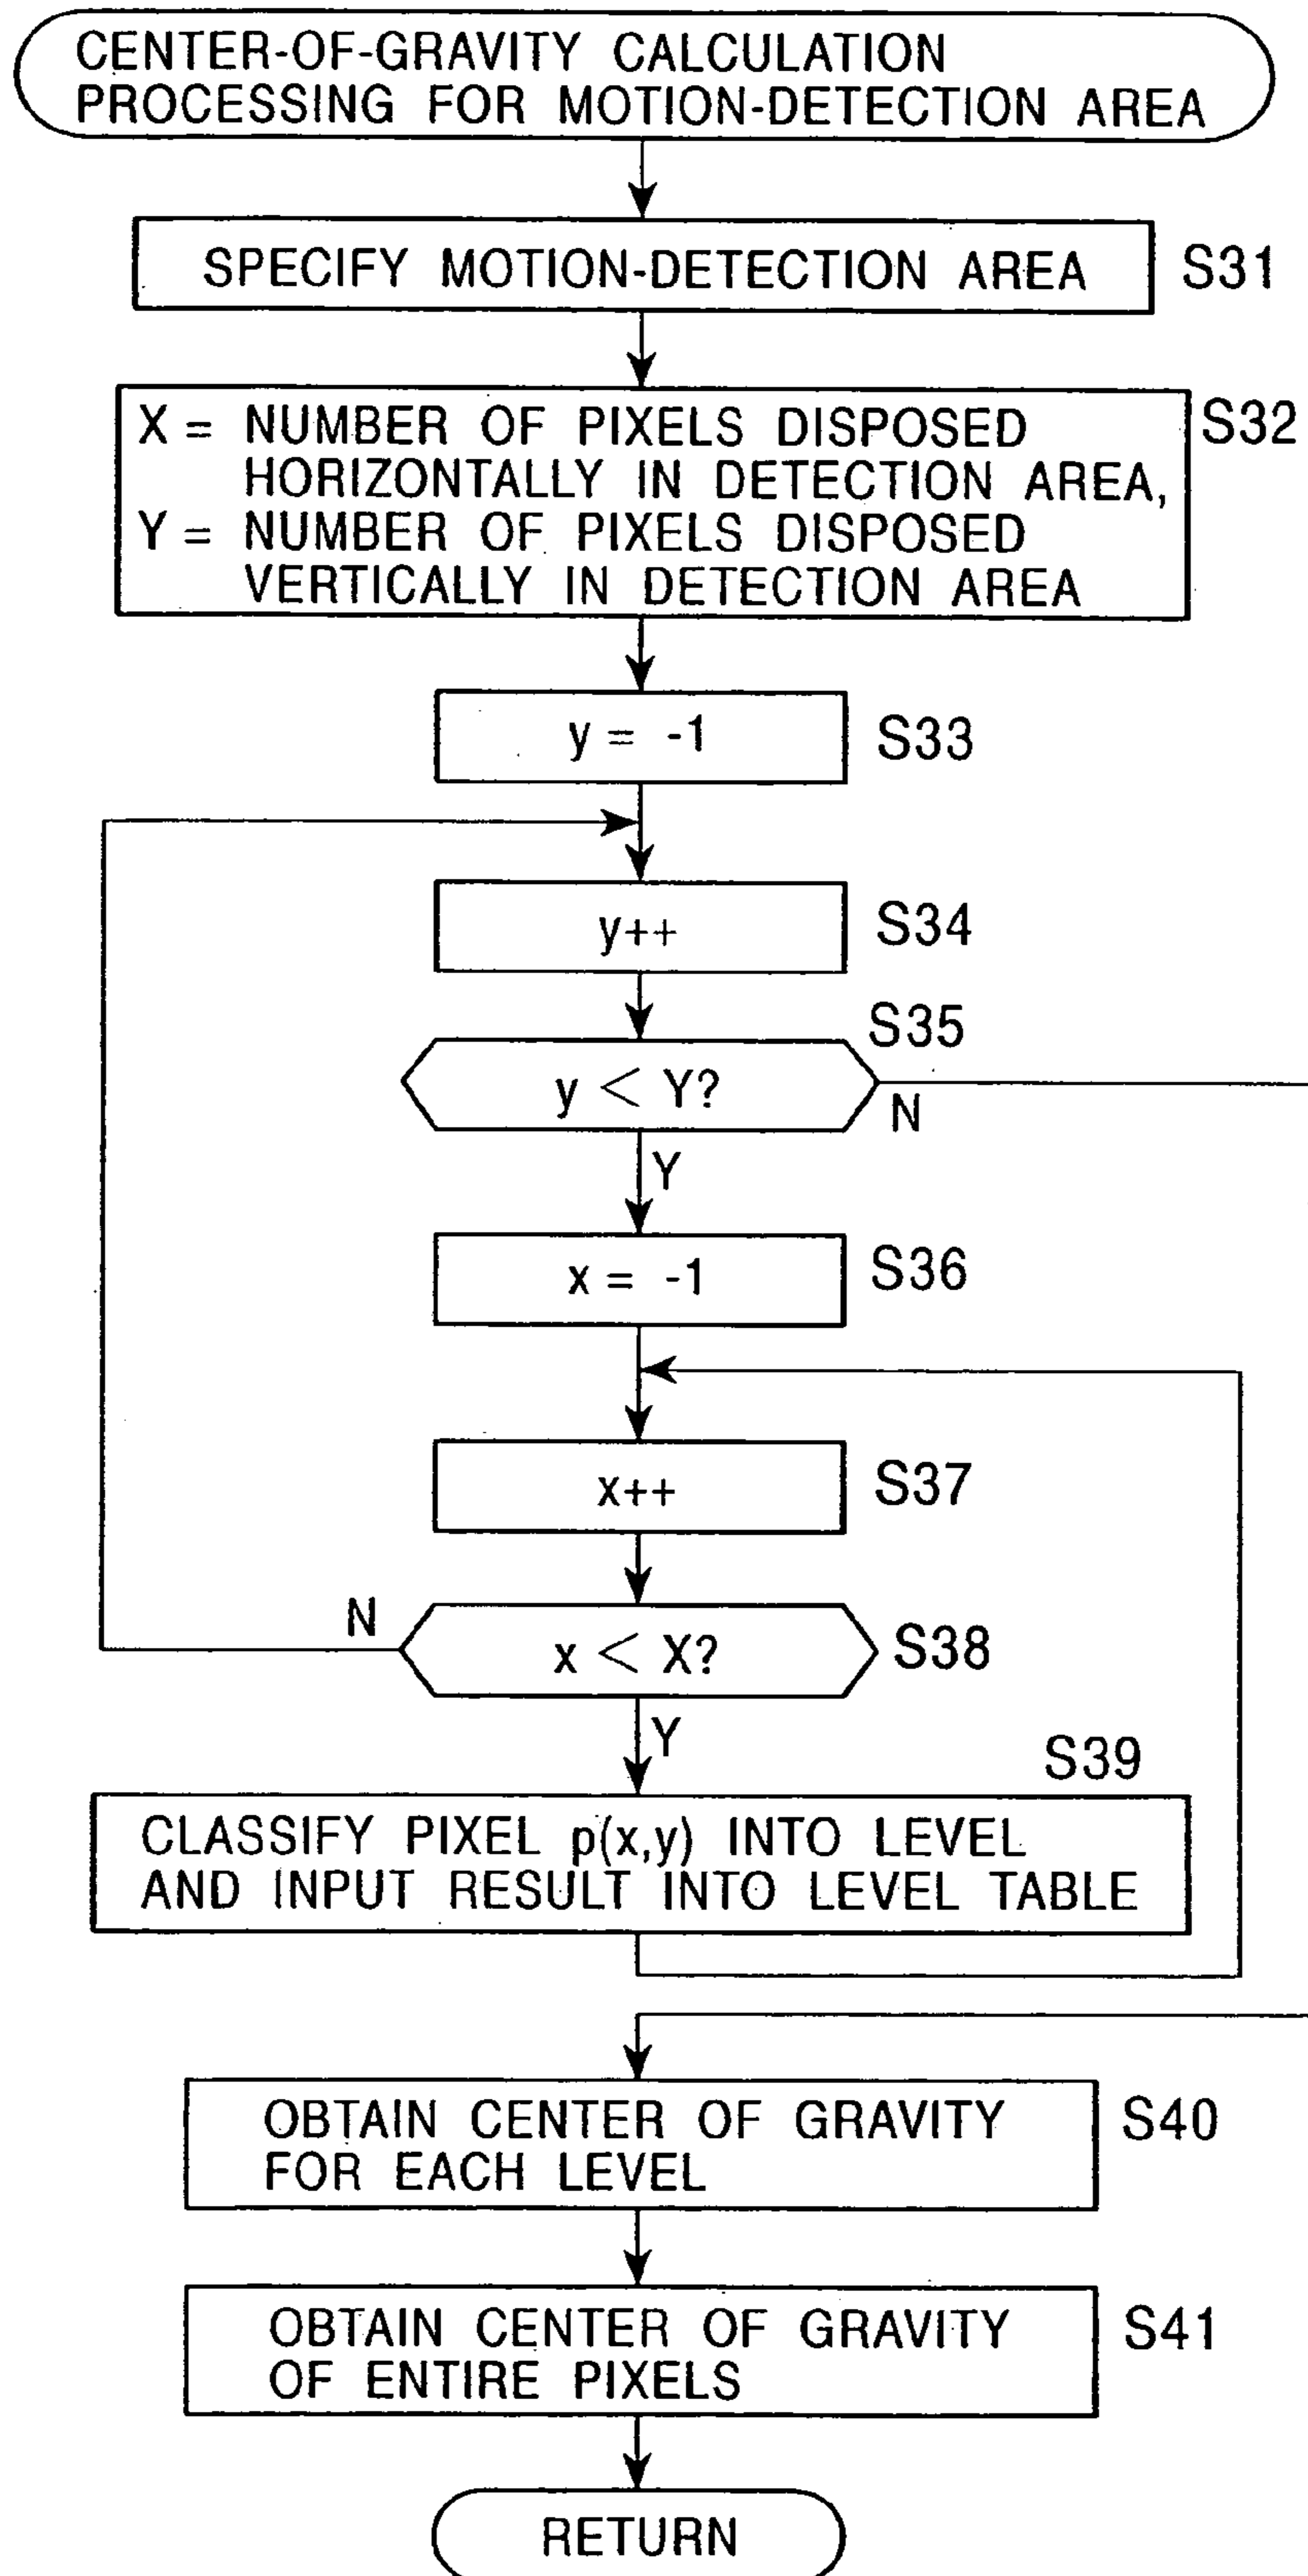 CENTER-OF-GRAVITY CALCULATION
PROCESSING FOR MOTION-DETECTION AREA
SPECIFY MOTION-DETECTION AREA
S31
X = NUMBER OF PIXELS DISPOSED
HORIZONTALLY IN DETECTION AREA,
Y = NUMBER OF PIXELS DISPOSED
VERTICALLY IN DETECTION AREA
S32
y = -1
S33
y++
S34
S35
y < Y?
N
Y
x = -1
S36
x++
S37
N
x < X?
S38
Y
S39
CLASSIFY PIXEL p(x,y) INTO LEVEL
AND INPUT RESULT INTO LEVEL TABLE
OBTAIN CENTER OF GRAVITY
FOR EACH LEVEL
S40
OBTAIN CENTER OF GRAVITY
OF ENTIRE PIXELS
S41
RETURN